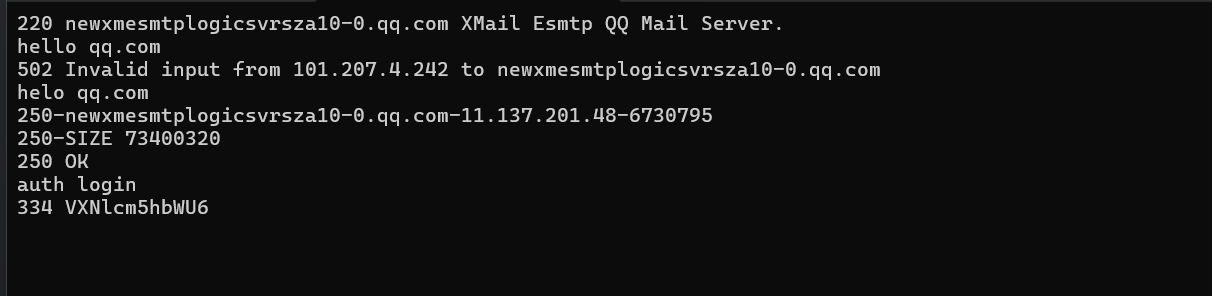 220 newxmesmtplogicsvrsza10-0.qq.com XMail Esmtp QQ Mail Server.
hello qq.com
502 Invalid input from 101.207.4.242 to newxmesmtplogicsvrsza10-0.qq.com
helo qq.com
250-newxmesmtplogicsvrsza10-0.qq.com-11.137.201.48-6730795
250-SIZE 73400320
250 OK
auth login
334 VXNlcm5hbWU6